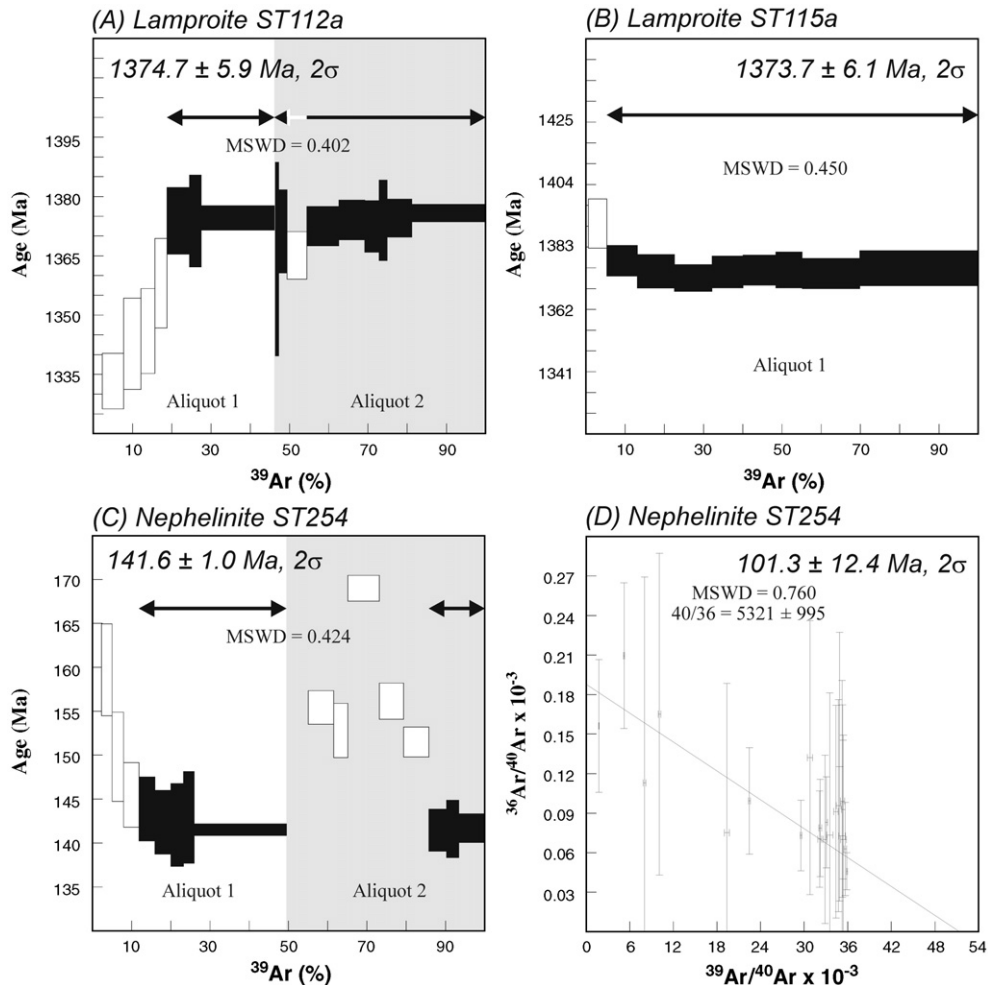 (A) Lamproite ST112a
1374.7 ± 5.9 Ma, 2σ
MSWD = 0.402
Age (Ma)
1395
1380
1365
1350
1335
Aliquot 1
Aliquot 2
10 30 50 70 90
³⁹Ar (%)
(B) Lamproite ST115a
1373.7 ± 6.1 Ma, 2σ
MSWD = 0.450
Age (Ma)
1425
1404
1383
1362
1341
Aliquot 1
10 30 50 70 90
³⁹Ar (%)
(C) Nephelinite ST254
141.6 ± 1.0 Ma, 2σ
MSWD = 0.424
Age (Ma)
170
165
160
155
150
145
140
135
Aliquot 1
Aliquot 2
10 30 50 70 90
³⁹Ar (%)
(D) Nephelinite ST254
101.3 ± 12.4 Ma, 2σ
MSWD = 0.760
40/36 = 5321 ± 995
³⁶Ar/⁴⁰Ar x 10⁻³
0.27
0.24
0.21
0.18
0.15
0.12
0.09
0.06
0.03
0 6 12 18 24 30 36 42 48 54
³⁹Ar/⁴⁰Ar x 10⁻³